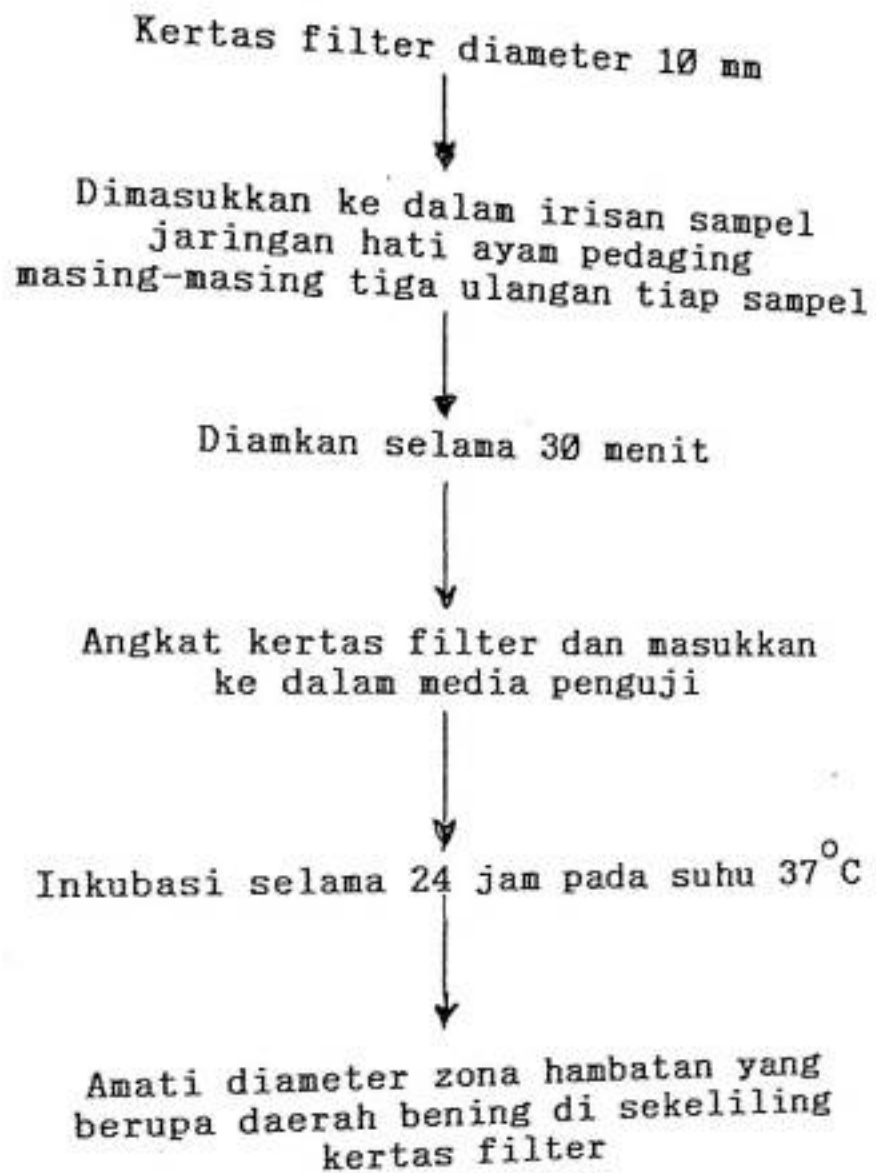 Kertas filter diameter 10 mm
Dimasukkan ke dalam irisan sampel
jaringan hati ayam pedaging
masing-masing tiga ulangan tiap sampel
Diamkan selama 30 menit
Angkat kertas filter dan masukkan
ke dalam media penguji
Inkubasi selama 24 jam pada suhu 37°C
Amati diameter zona hambatan yang
berupa daerah bening di sekeliling
kertas filter